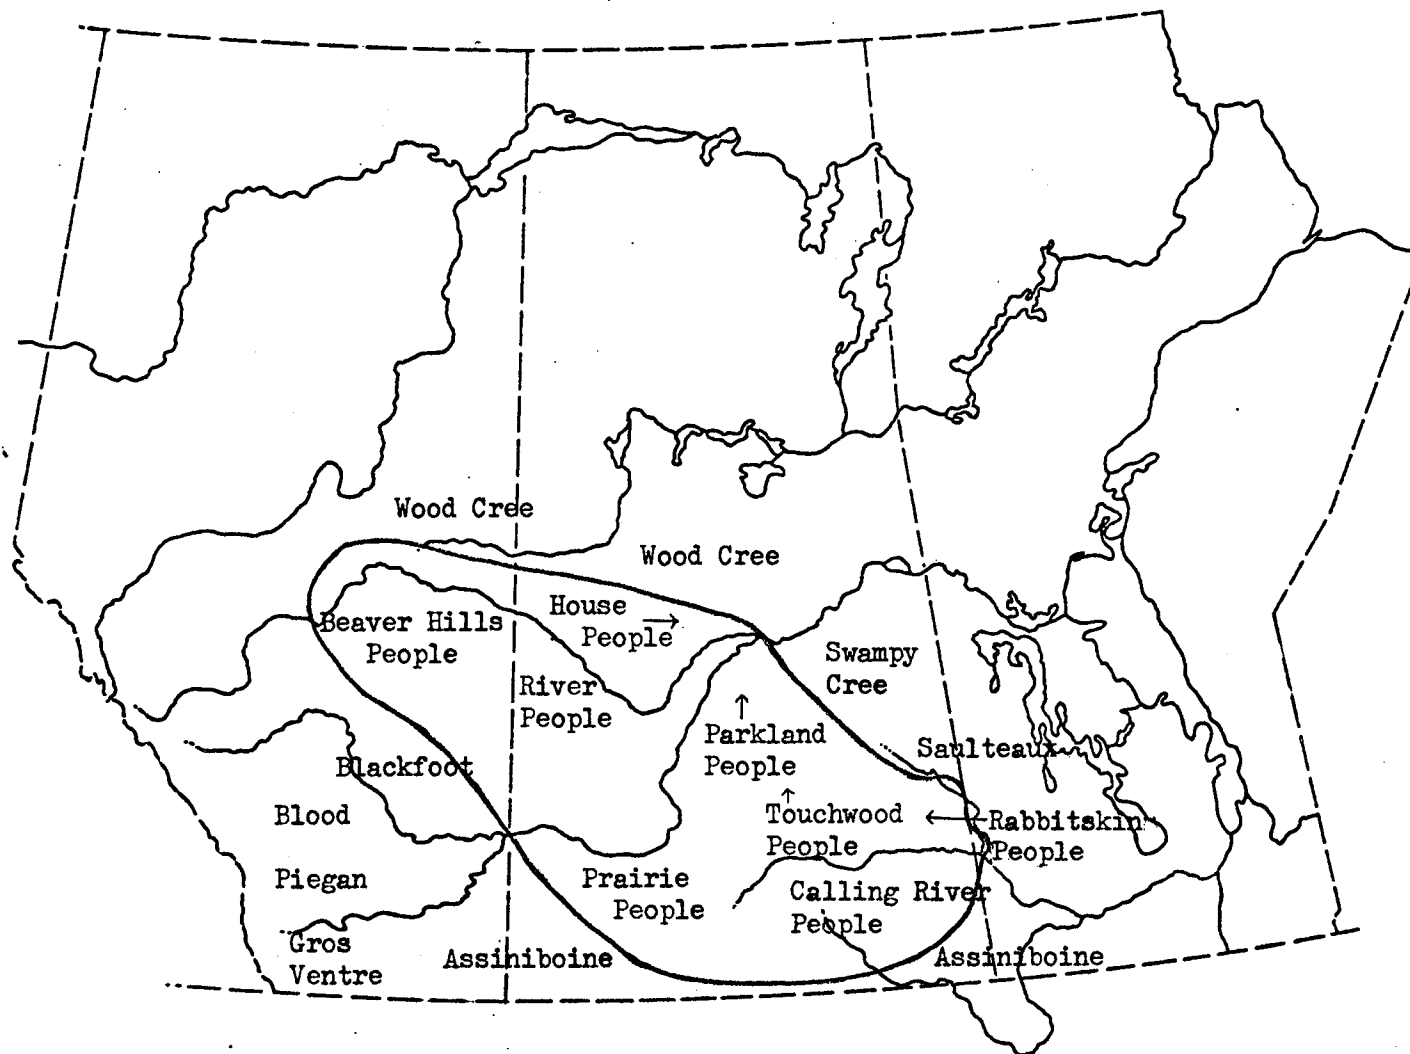 Wood Cree
Wood Cree
House
People
Beaver Hills
People
River
People
Swampy
Cree
Parkland
People
Saulteaux
Blackfoot
Blood
Touchwood
People
Rabbitskin
People
Piegan
Prairie
People
Calling River
People
Gros
Ventre
Assiniboine
Assiniboine